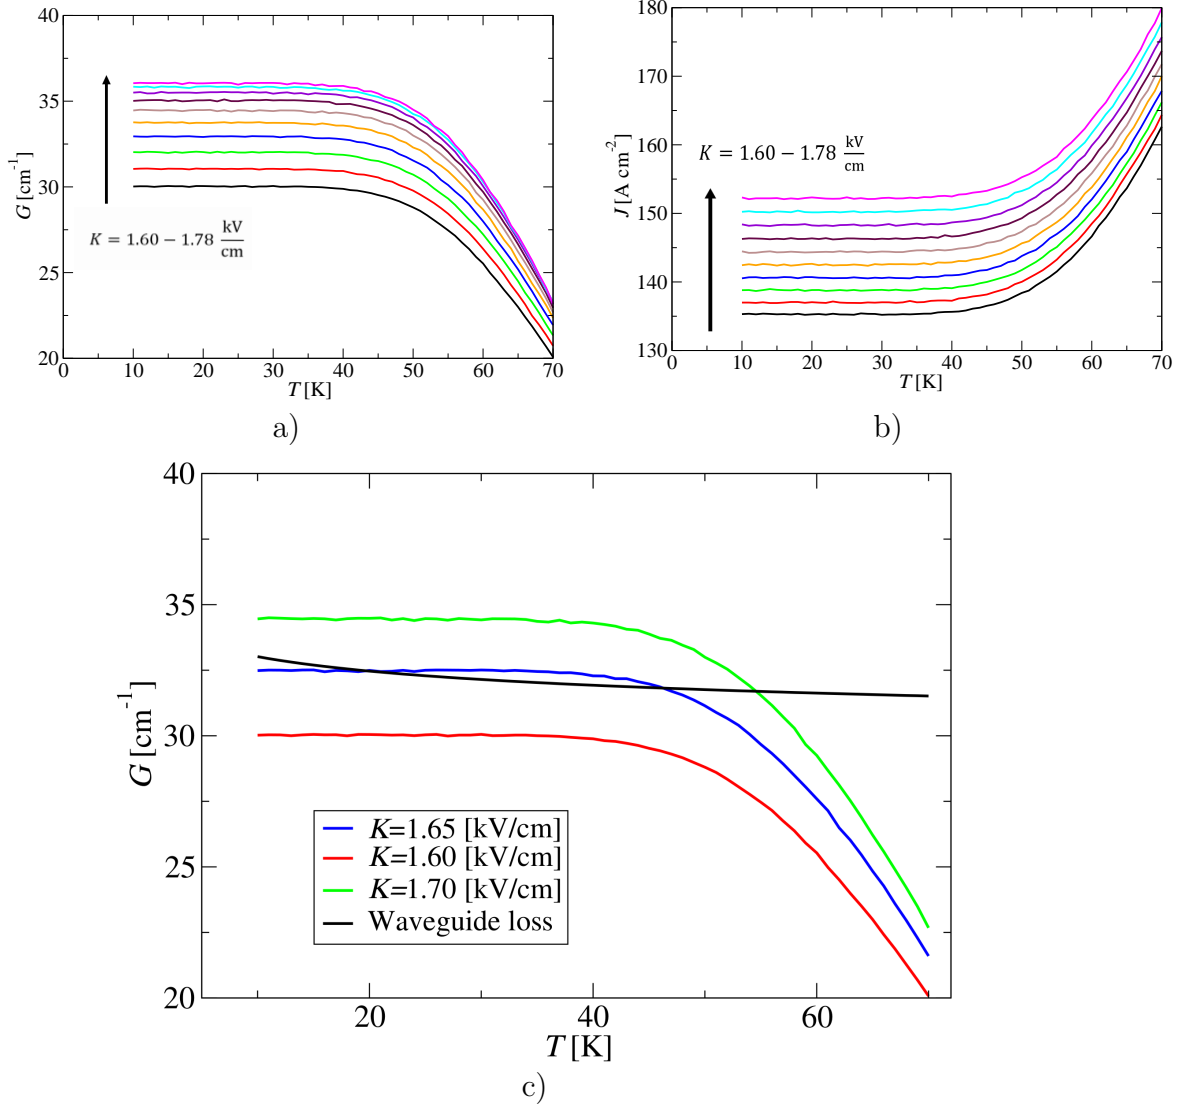 40
35
30
25
20
G [cm⁻¹]
K = 1.60 − 1.78 kV/cm
0 10 20 30 40 50 60 70
T [K]
a)
180
170
160
150
140
130
J [A cm⁻²]
K = 1.60 − 1.78 kV/cm
0 10 20 30 40 50 60 70
T [K]
b)
40
35
30
25
20
G [cm⁻¹]
K=1.65 [kV/cm]
K=1.60 [kV/cm]
K=1.70 [kV/cm]
Waveguide loss
20 40 60
T [K]
c)